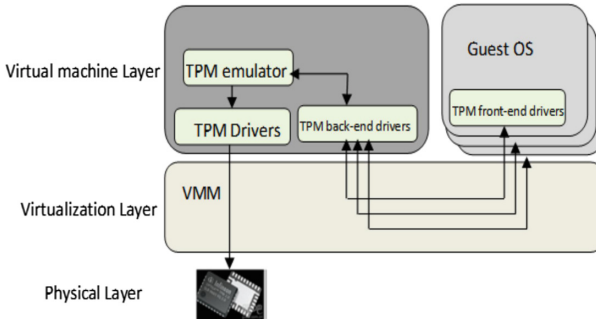 Guest OS
Virtual machine Layer
TPM emulator
TPM front-end drivers
TPM Drivers
TPM back-end drivers
VMM
Virtualization Layer
Physical Layer